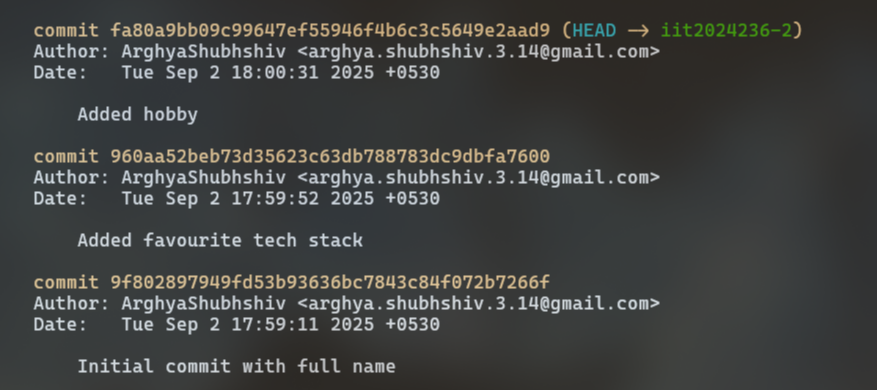 commit fa80a9bb09c99647ef55946f4b6c3c5649e2aad9 (HEAD -> iit2024236-2)
Author: ArghyaShubhshiv <arghya.shubhshiv.3.14@gmail.com>
Date:   Tue Sep 2 18:00:31 2025 +0530
Added hobby
commit 960aa52beb73d35623c63db788783dc9dbfa7600
Author: ArghyaShubhshiv <arghya.shubhshiv.3.14@gmail.com>
Date:   Tue Sep 2 17:59:52 2025 +0530
Added favourite tech stack
commit 9f802897949fd53b93636bc7843c84f072b7266f
Author: ArghyaShubhshiv <arghya.shubhshiv.3.14@gmail.com>
Date:   Tue Sep 2 17:59:11 2025 +0530
Initial commit with full name